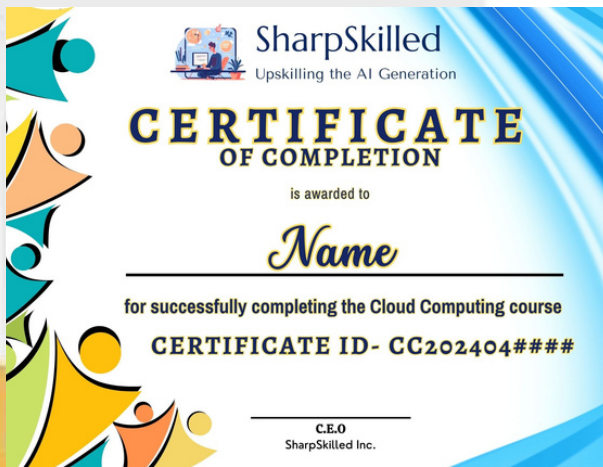 SharpSkilled
Upskilling the AI Generation
CERTIFICATE
OF COMPLETION
is awarded to
Name
for successfully completing the Cloud Computing course
CERTIFICATE ID- CC202404####
C.E.O
SharpSkilled Inc.